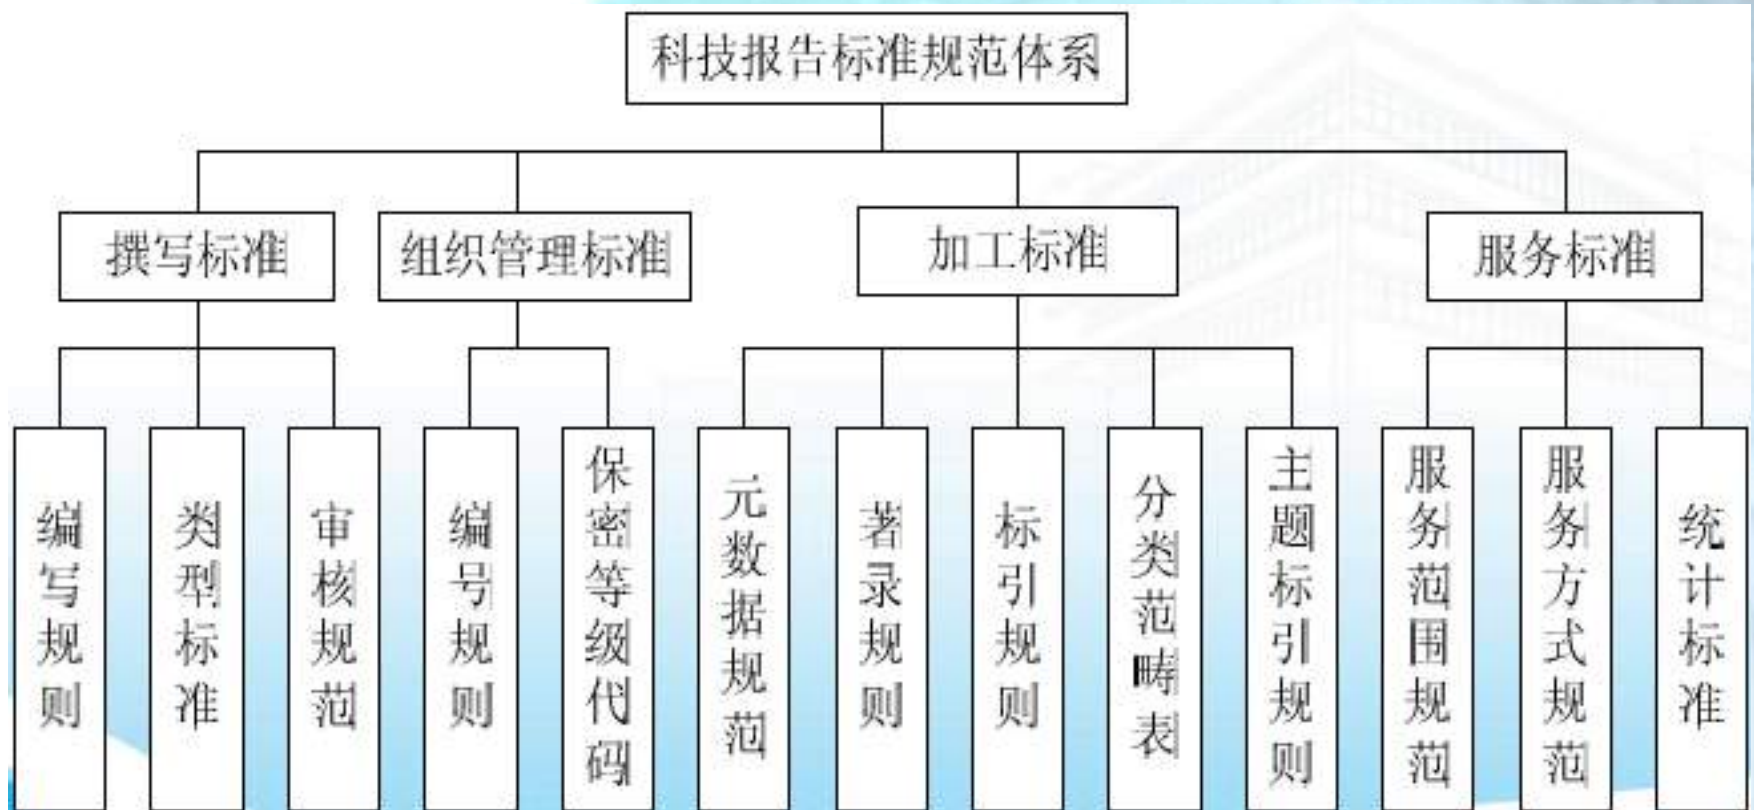 科技报告标准规范体系
撰写标准
组织管理标准
加工标准
服务标准
编写规则
类型标准
审核规范
编号规则
保密等级代码
元数据规范
著录规则
标引规则
分类范畴表
主题标引规则
服务范围规范
服务方式规范
统计标准